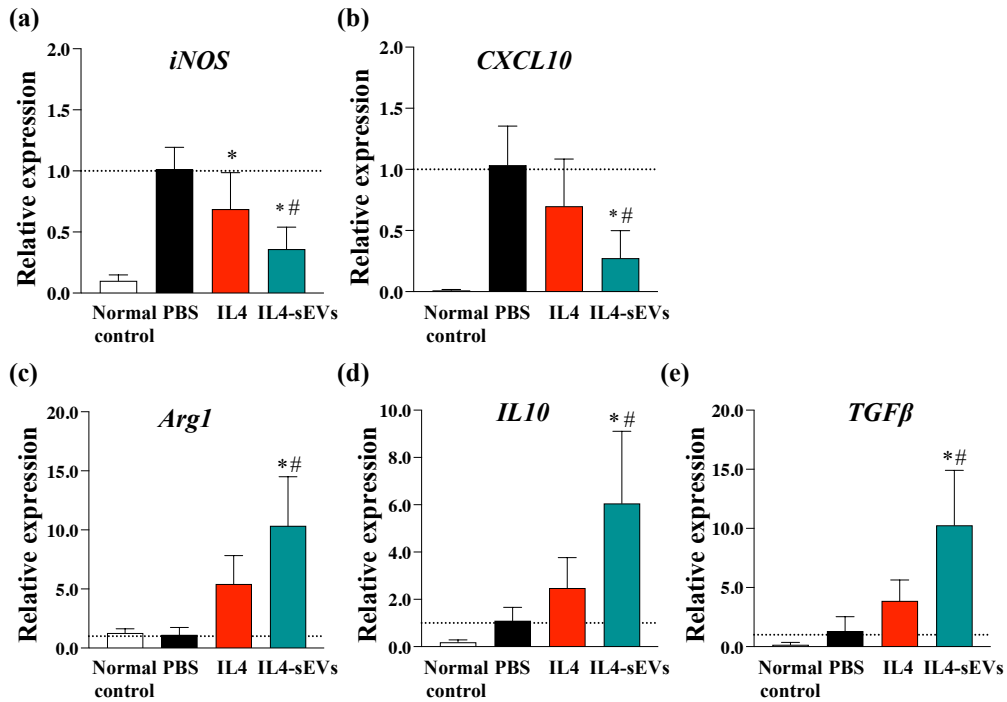 (a)
iNOS
Relative expression
2.0
1.5
1.0
0.5
0.0
*
*#
Normal control
PBS
IL4
IL4-sEVs
(b)
CXCL10
Relative expression
2.0
1.5
1.0
0.5
0.0
*#
Normal control
PBS
IL4
IL4-sEVs
(c)
Arg1
Relative expression
20.0
15.0
10.0
5.0
0.0
*#
Normal control
PBS
IL4
IL4-sEVs
(d)
IL10
Relative expression
10.0
8.0
6.0
4.0
2.0
0.0
*#
Normal control
PBS
IL4
IL4-sEVs
(e)
TGFβ
Relative expression
20.0
15.0
10.0
5.0
0.0
*#
Normal control
PBS
IL4
IL4-sEVs